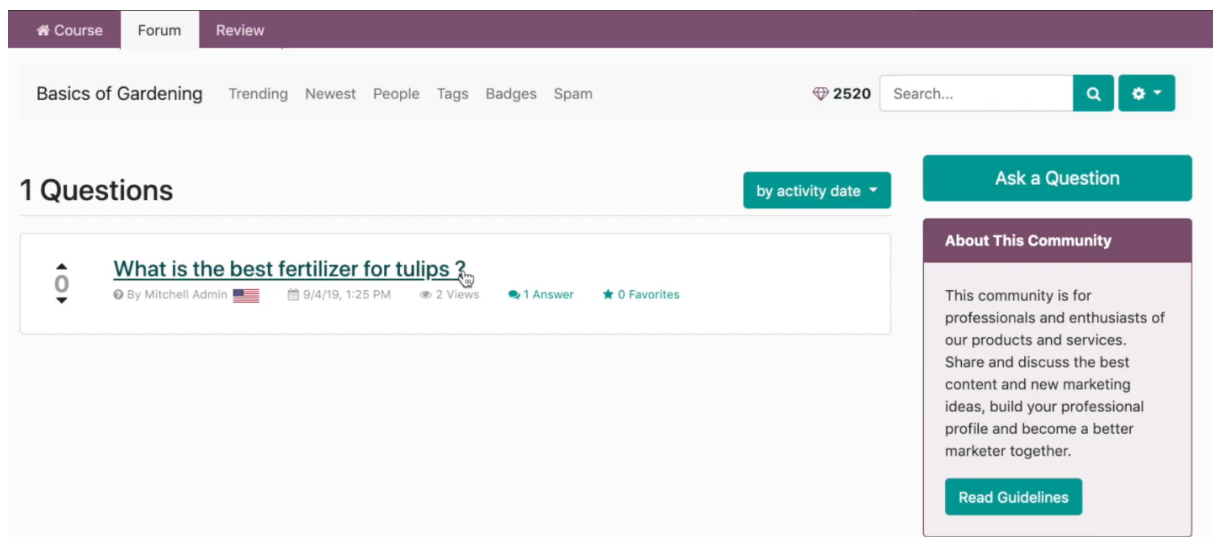 Course Forum Review
Basics of Gardening Trending Newest People Tags Badges Spam 2520 Search...
1 Questions
by activity date
Ask a Question
What is the best fertilizer for tulips ?
0
By Mitchell Admin 9/4/19, 1:25 PM 2 Views 1 Answer 0 Favorites
About This Community
This community is for
professionals and enthusiasts of
our products and services.
Share and discuss the best
content and new marketing
ideas, build your professional
profile and become a better
marketer together.
Read Guidelines